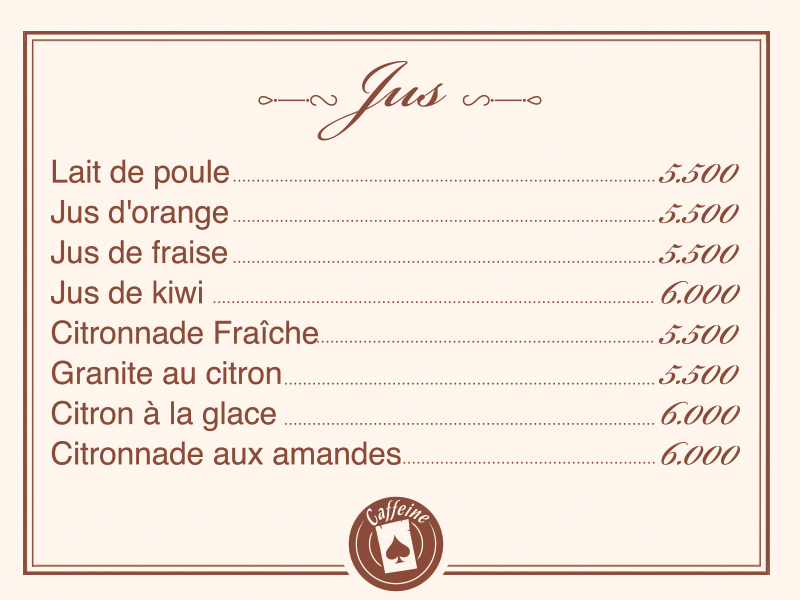 Jus
Lait de poule 5.500
Jus d'orange 5.500
Jus de fraise 5.500
Jus de kiwi 6.000
Citronnade Fraîche 5.500
Granite au citron 5.500
Citron à la glace 6.000
Citronnade aux amandes 6.000
Caffeine